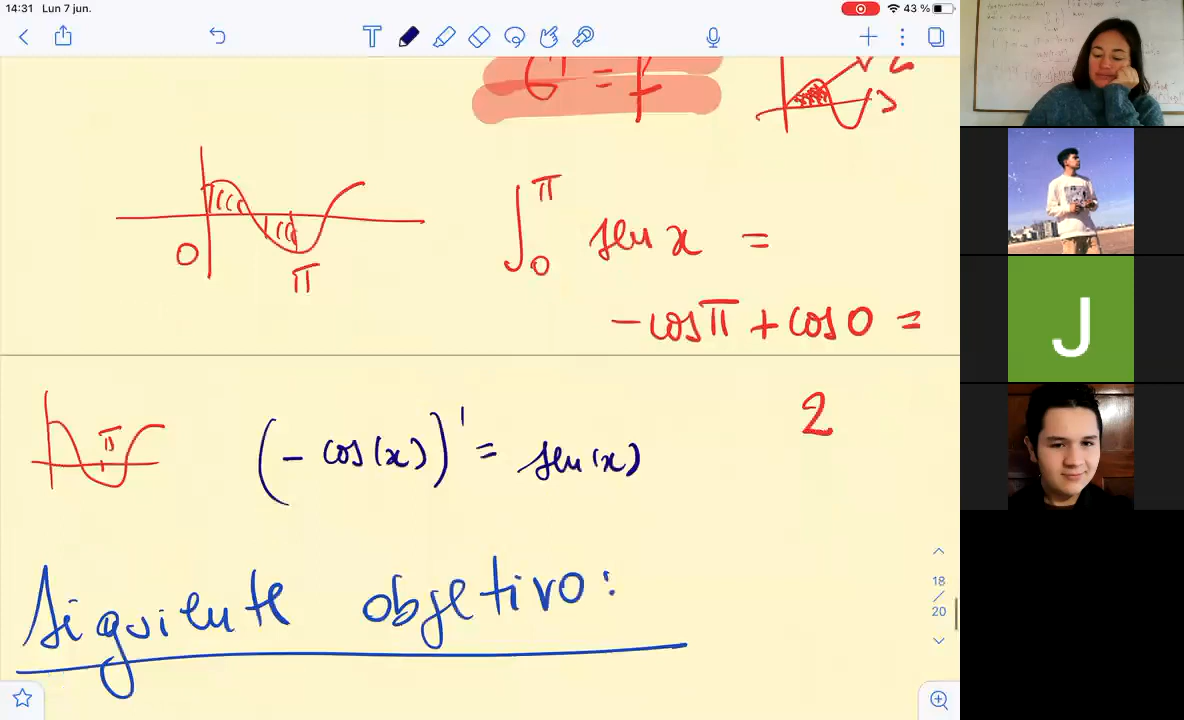 14:31 Lun 7 jun. 43 %
G' = f
0 π
∫₀^π sen x =
-cos π + cos 0 =
2
π
(- cos(x))' = sen(x)
Siguiente objetivo:
18
/
20
J